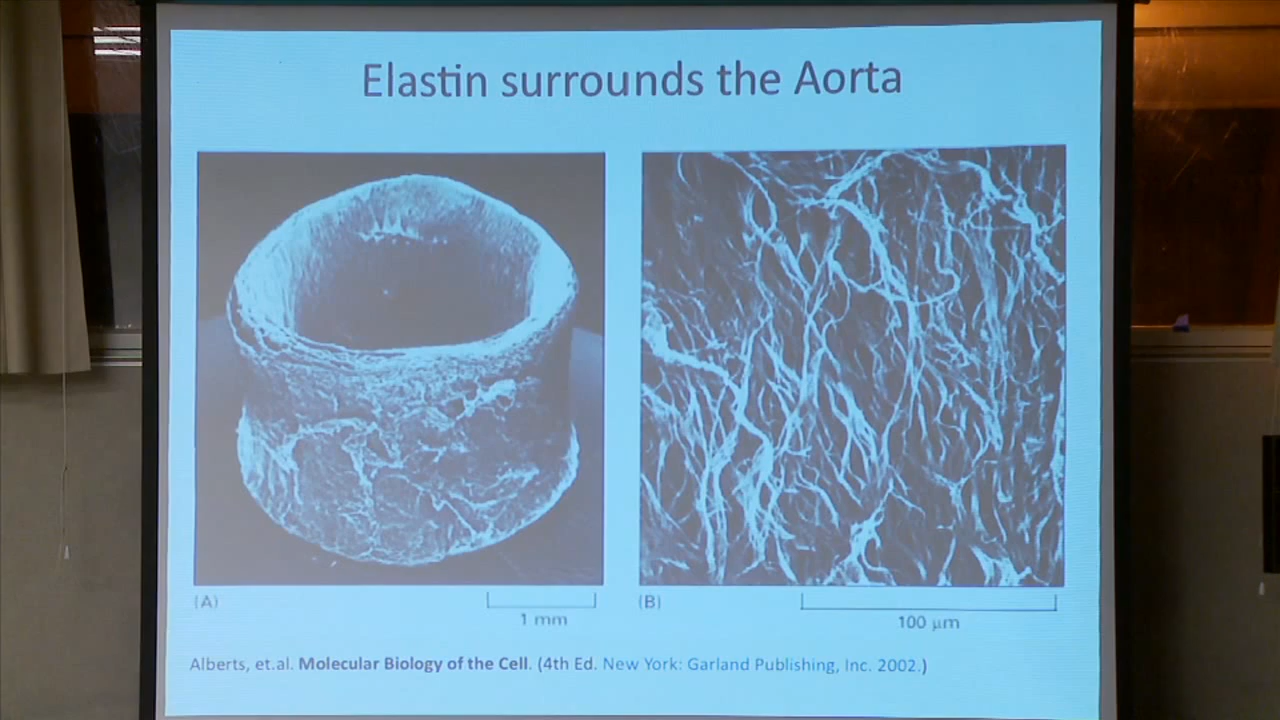 Elastin surrounds the Aorta
(A)
1 mm
(B)
100 µm
Alberts, et.al. Molecular Biology of the Cell. (4th Ed. New York: Garland Publishing, Inc. 2002.)